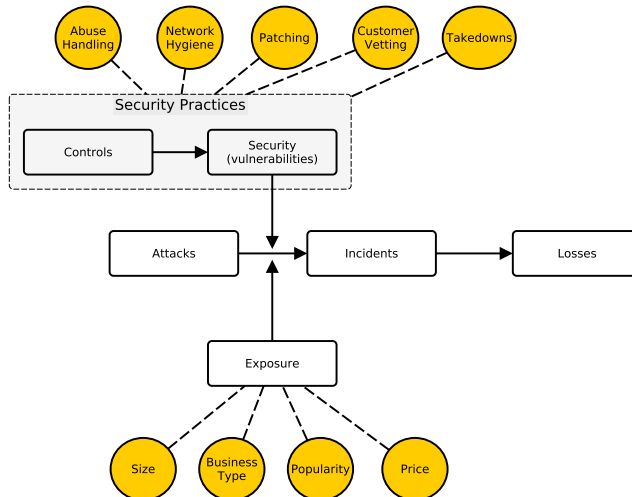 Abuse
Handling
Network
Hygiene
Patching
Customer
Vetting
Takedowns
Security Practices
Controls
Security
(vulnerabilities)
Attacks
Incidents
Losses
Exposure
Size
Business
Type
Popularity
Price